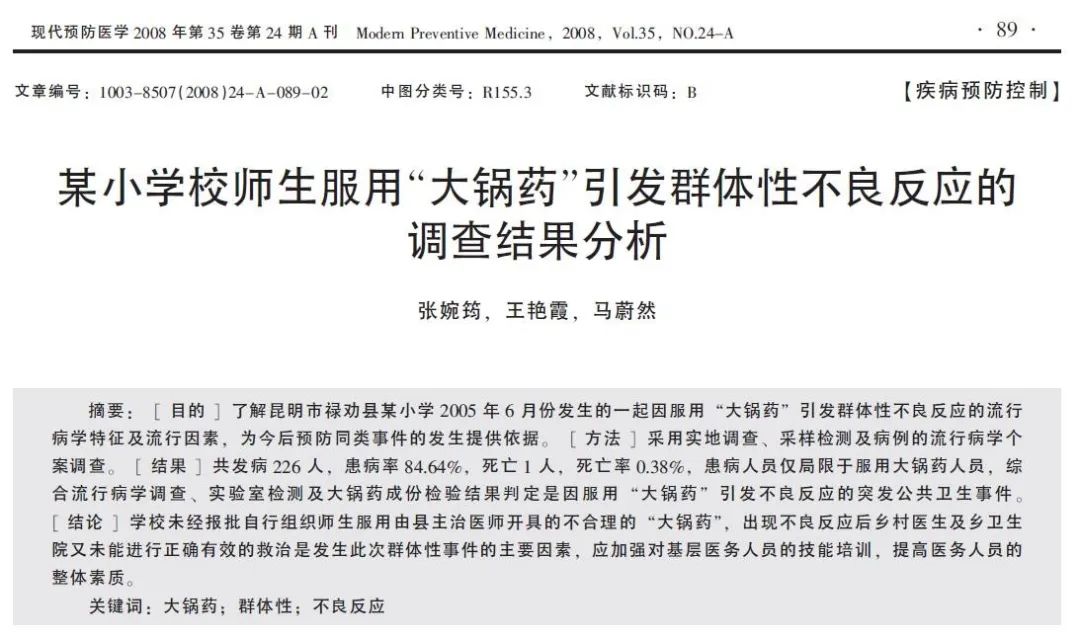 现代预防医学 2008 年第 35 卷第 24 期 A 刊 Modern Preventive Medicine, 2008, Vol.35, NO.24-A · 89 ·
文章编号：1003-8507(2008)24-A-089-02 中图分类号：R155.3 文献标识码：B 【疾病预防控制】
某小学校师生服用“大锅药”引发群体性不良反应的
调查结果分析
张婉筠，王艳霞，马蔚然
摘要：［目的］了解昆明市禄劝县某小学 2005 年 6 月份发生的一起因服用“大锅药”引发群体性不良反应的流行
病学特征及流行因素，为今后预防同类事件的发生提供依据。［方法］采用实地调查、采样检测及病例的流行病学个
案调查。［结果］共发病 226 人，患病率 84.64%，死亡 1 人，死亡率 0.38%，患病人员仅局限于服用大锅药人员，综
合流行病学调查、实验室检测及大锅药成份检验结果判定是因服用“大锅药”引发不良反应的突发公共卫生事件。
［结论］学校未经报批自行组织师生服用由县主治医师开具的不合理的“大锅药”，出现不良反应后乡村医生及乡卫生
院又未能进行正确有效的救治是发生此次群体性事件的主要因素，应加强对基层医务人员的技能培训，提高医务人员的
整体素质。
关键词：大锅药；群体性；不良反应